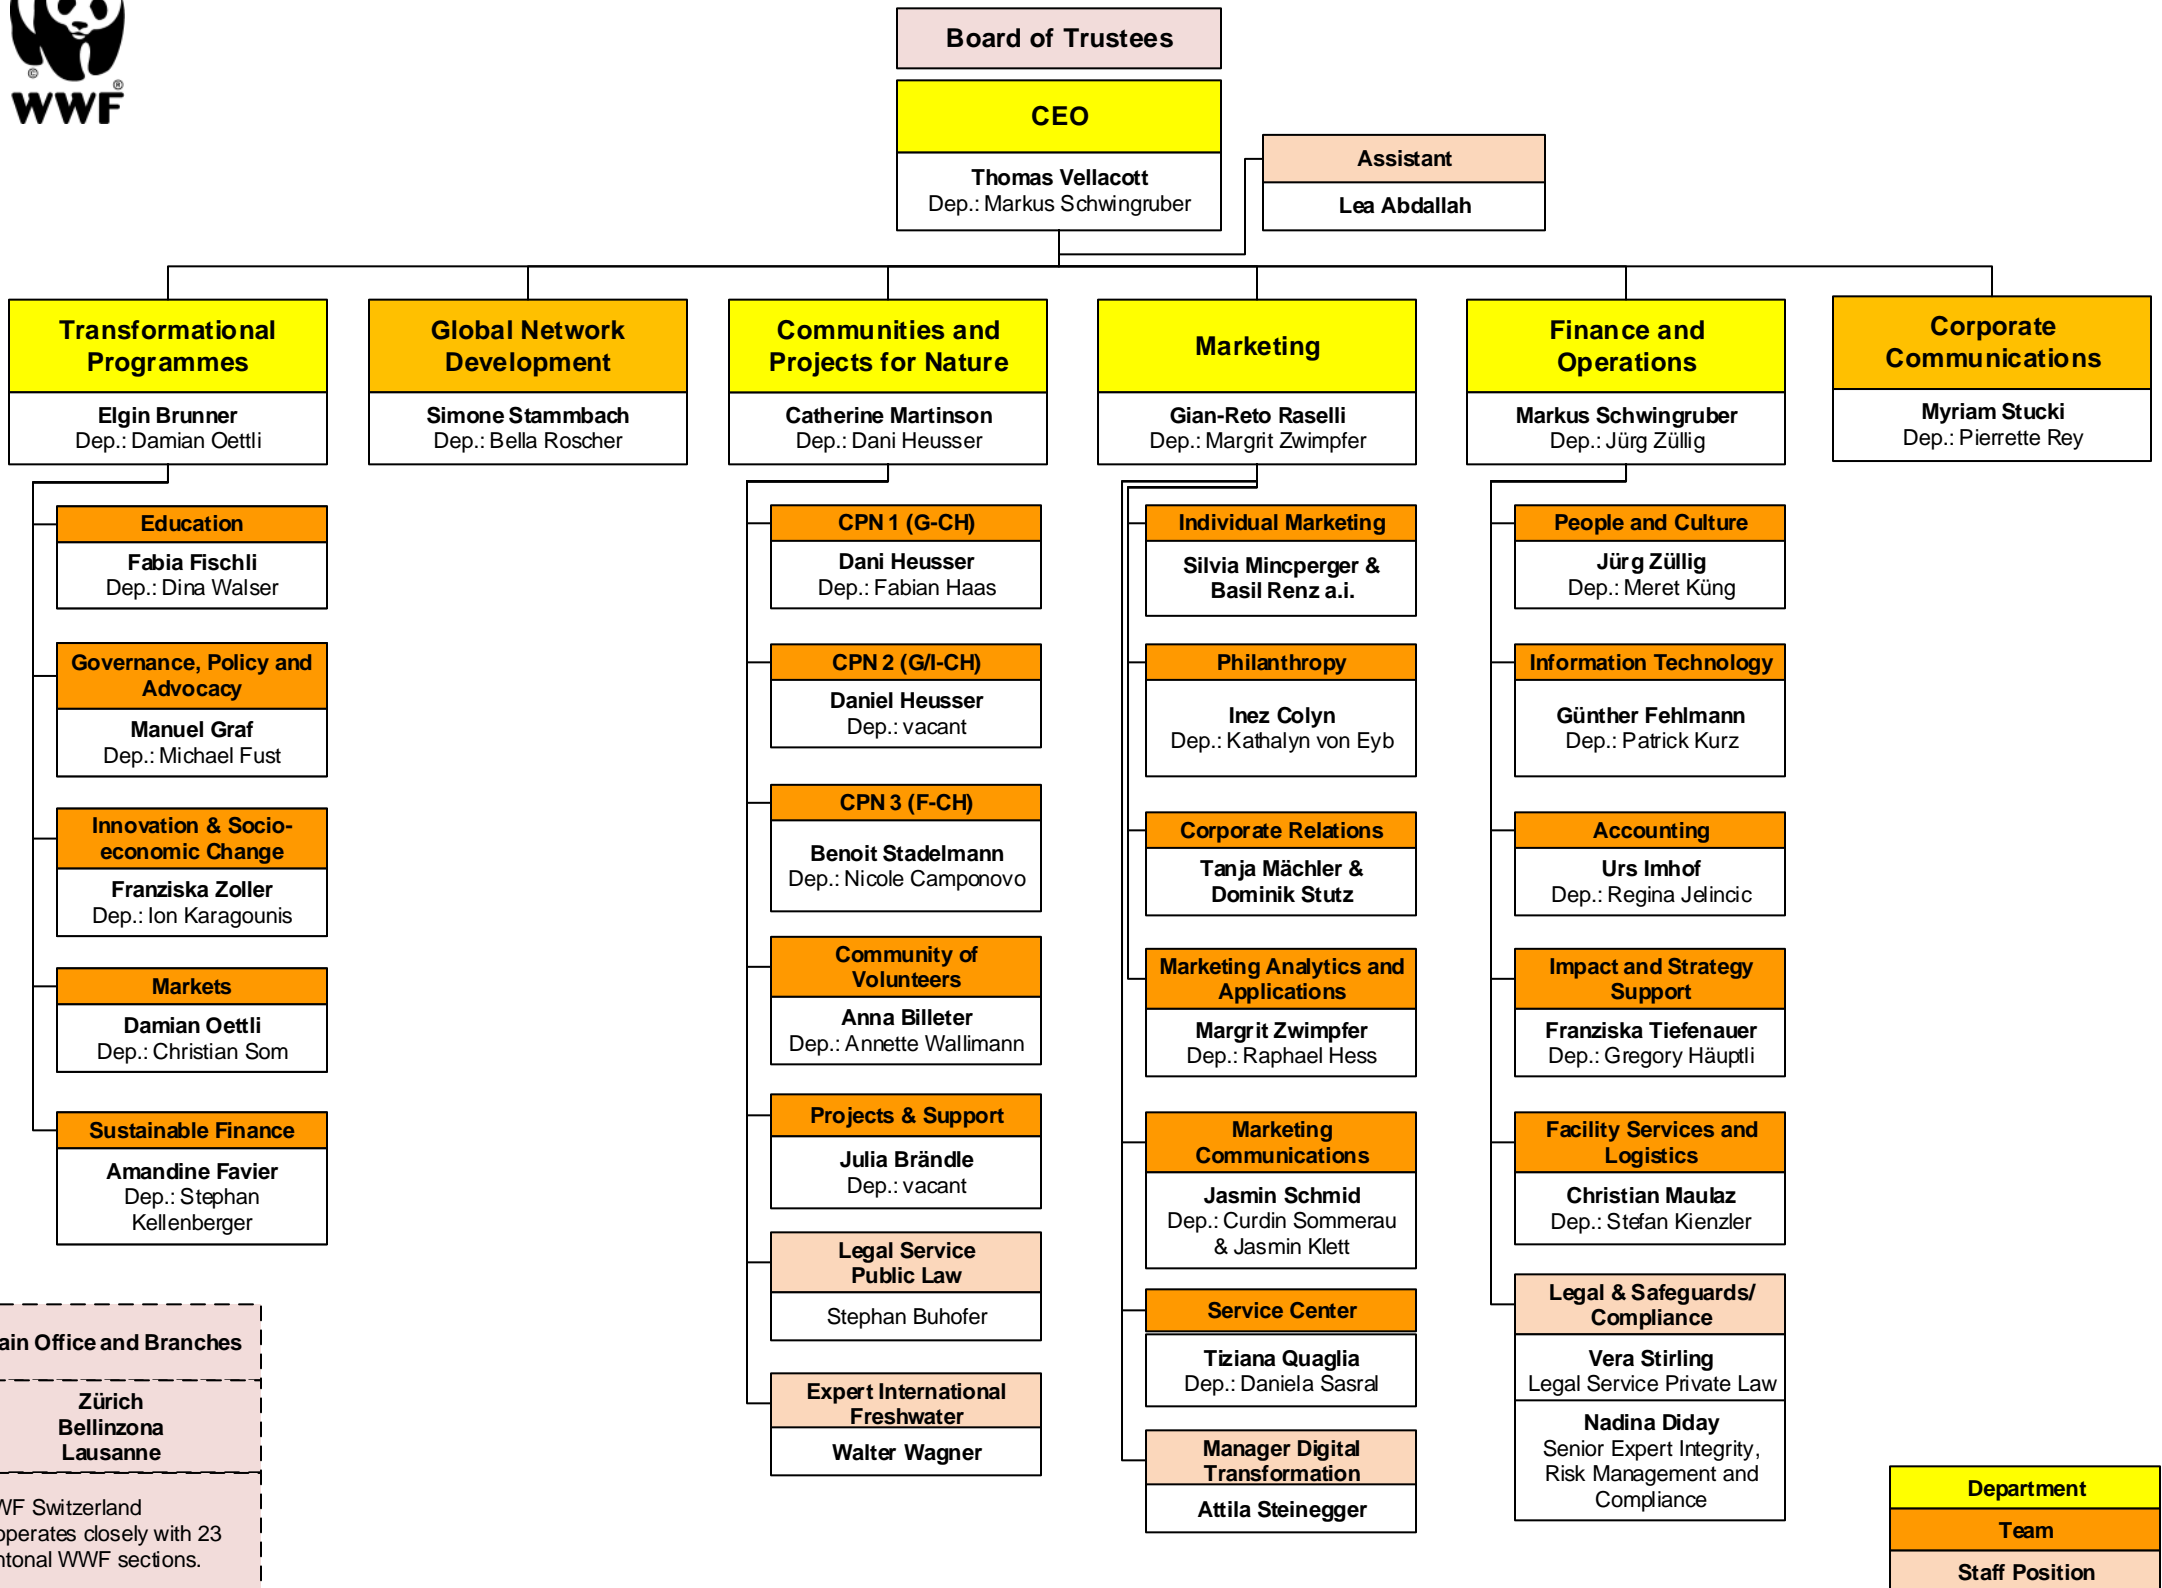 ©
®
WWF
Board of Trustees
CEO
Thomas Vellacott
Dep.: Markus Schwingruber
Assistant
Lea Abdallah
Transformational
Programmes
Elgin Brunner
Dep.: Damian Oettli
Global Network
Development
Simone Stammbach
Dep.: Bella Roscher
Communities and
Projects for Nature
Catherine Martinson
Dep.: Dani Heusser
Marketing
Gian-Reto Raselli
Dep.: Margrit Zwimpfer
Finance and
Operations
Markus Schwingruber
Dep.: Jürg Züllig
Corporate
Communications
Myriam Stucki
Dep.: Pierrette Rey
Education
Fabia Fischli
Dep.: Dina Walser
Governance, Policy and
Advocacy
Manuel Graf
Dep.: Michael Fust
Innovation & Socio-
economic Change
Franziska Zoller
Dep.: Ion Karagounis
Markets
Damian Oettli
Dep.: Christian Som
Sustainable Finance
Amandine Favier
Dep.: Stephan
Kellenberger
CPN 1 (G-CH)
Dani Heusser
Dep.: Fabian Haas
CPN 2 (G/I-CH)
Daniel Heusser
Dep.: vacant
CPN 3 (F-CH)
Benoit Stadelmann
Dep.: Nicole Camponovo
Community of
Volunteers
Anna Billeter
Dep.: Annette Wallimann
Projects & Support
Julia Brändle
Dep.: vacant
Legal Service
Public Law
Stephan Buhofer
Expert International
Freshwater
Walter Wagner
Individual Marketing
Silvia Mincperger &
Basil Renz a.i.
Philanthropy
Inez Colyn
Dep.: Kathalyn von Eyb
Corporate Relations
Tanja Mächler &
Dominik Stutz
Marketing Analytics and
Applications
Margrit Zwimpfer
Dep.: Raphael Hess
Marketing
Communications
Jasmin Schmid
Dep.: Curdin Sommerau
& Jasmin Klett
Service Center
Tiziana Quaglia
Dep.: Daniela Sasral
Manager Digital
Transformation
Attila Steinegger
People and Culture
Jürg Züllig
Dep.: Meret Küng
Information Technology
Günther Fehlmann
Dep.: Patrick Kurz
Accounting
Urs Imhof
Dep.: Regina Jelincic
Impact and Strategy
Support
Franziska Tiefenauer
Dep.: Gregory Häuptli
Facility Services and
Logistics
Christian Maulaz
Dep.: Stefan Kienzler
Legal & Safeguards/
Compliance
Vera Stirling
Legal Service Private Law
Nadina Diday
Senior Expert Integrity,
Risk Management and
Compliance
ain Office and Branches
Zürich
Bellinzona
Lausanne
WF Switzerland
operates closely with 23
ntonal WWF sections.
Department
Team
Staff Position